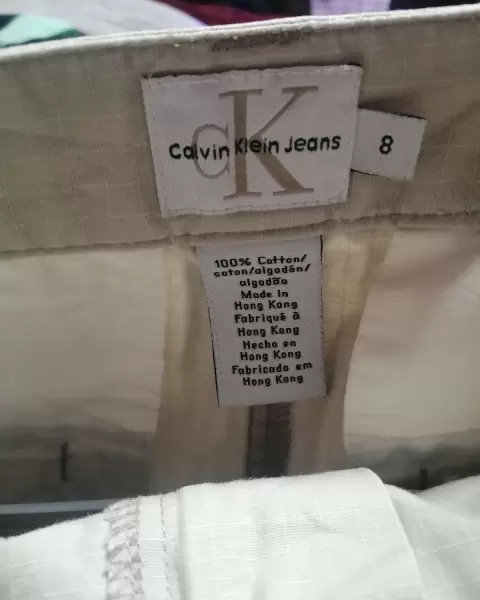 cK
Calvin Klein Jeans
8
100% Cotton/
coton/algodón/
algodão
Made in
Hong Kong
Fabriqué à
Hong Kong
Hecho en
Hong Kong
Fabricado em
Hong Kong